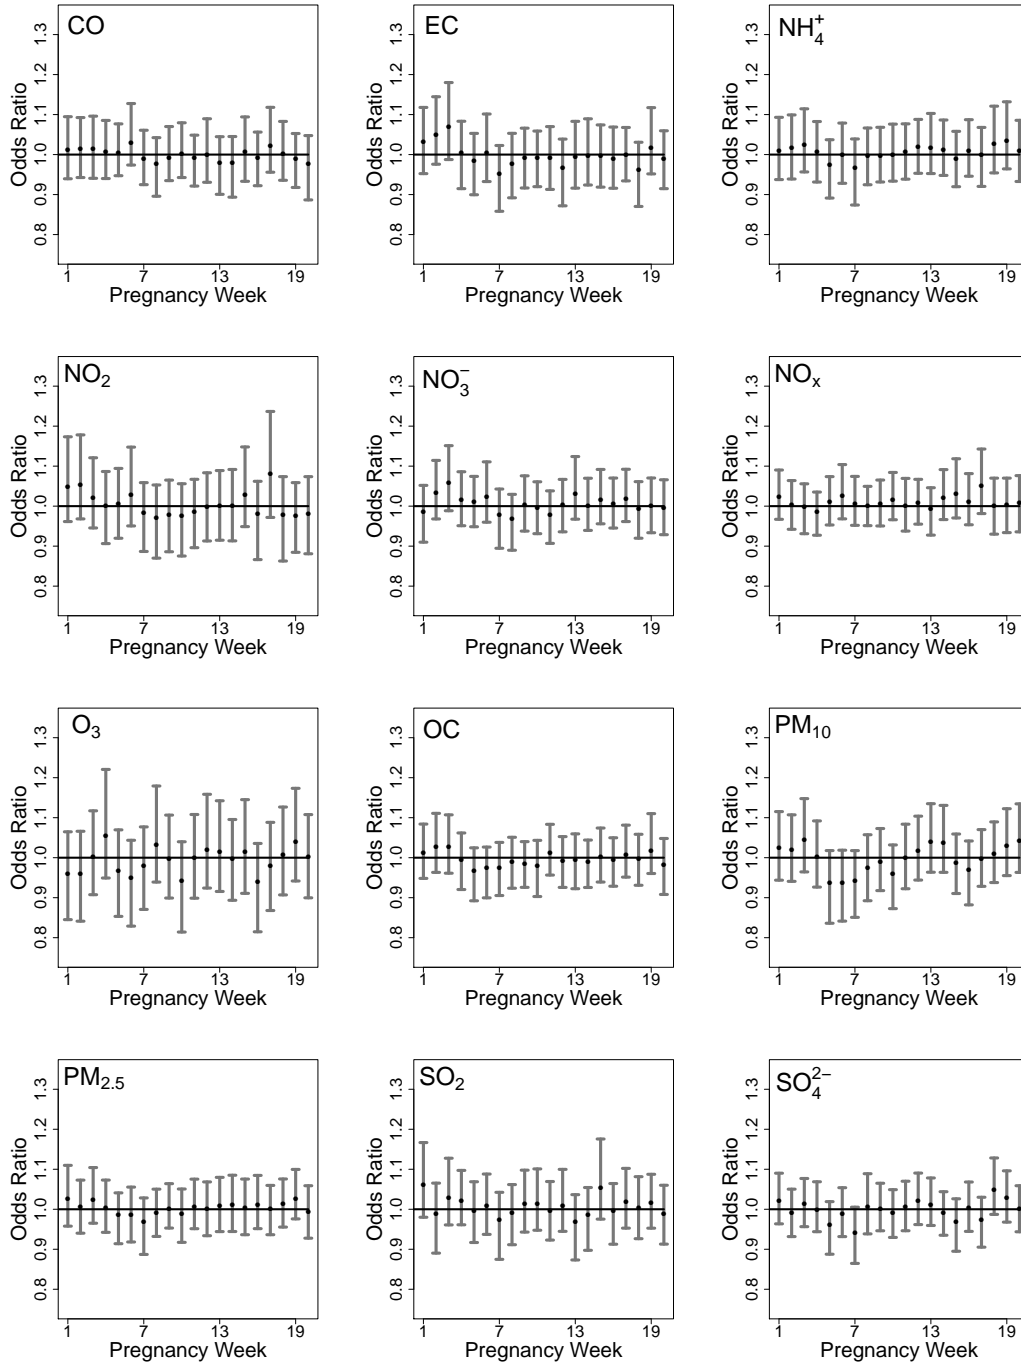 CO
Odds Ratio
0.8 0.9 1.0 1.1 1.2 1.3
1 7 13 19
Pregnancy Week
EC
Odds Ratio
0.8 0.9 1.0 1.1 1.2 1.3
1 7 13 19
Pregnancy Week
NH₄⁺
Odds Ratio
0.8 0.9 1.0 1.1 1.2 1.3
1 7 13 19
Pregnancy Week
NO₂
Odds Ratio
0.8 0.9 1.0 1.1 1.2 1.3
1 7 13 19
Pregnancy Week
NO₃⁻
Odds Ratio
0.8 0.9 1.0 1.1 1.2 1.3
1 7 13 19
Pregnancy Week
NOₓ
Odds Ratio
0.8 0.9 1.0 1.1 1.2 1.3
1 7 13 19
Pregnancy Week
O₃
Odds Ratio
0.8 0.9 1.0 1.1 1.2 1.3
1 7 13 19
Pregnancy Week
OC
Odds Ratio
0.8 0.9 1.0 1.1 1.2 1.3
1 7 13 19
Pregnancy Week
PM₁₀
Odds Ratio
0.8 0.9 1.0 1.1 1.2 1.3
1 7 13 19
Pregnancy Week
PM₂.₅
Odds Ratio
0.8 0.9 1.0 1.1 1.2 1.3
1 7 13 19
Pregnancy Week
SO₂
Odds Ratio
0.8 0.9 1.0 1.1 1.2 1.3
1 7 13 19
Pregnancy Week
SO₄²⁻
Odds Ratio
0.8 0.9 1.0 1.1 1.2 1.3
1 7 13 19
Pregnancy Week